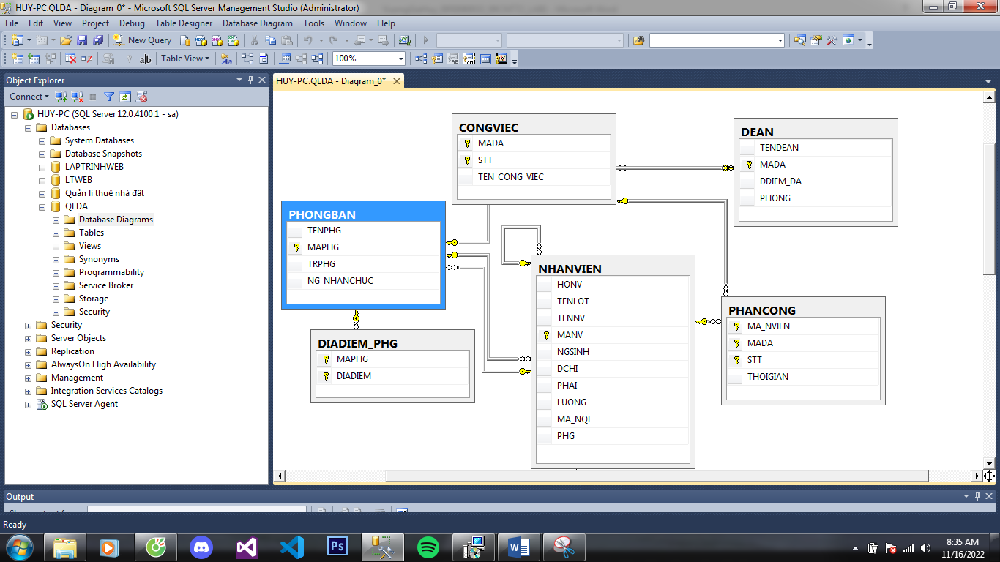 HUY-PC.QLDA - Diagram_0* - Microsoft SQL Server Management Studio (Administrator)
File Edit View Project Debug Table Designer Database Diagram Tools Window Help
New Query
Table View 100%
Object Explorer
Connect
HUY-PC (SQL Server 12.0.4100.1 - sa)
Databases
System Databases
Database Snapshots
LAPTRINHWEB
LTWEB
Quản lí thuê nhà đất
QLDA
Database Diagrams
Tables
Views
Synonyms
Programmability
Service Broker
Storage
Security
Security
Server Objects
Replication
AlwaysOn High Availability
Management
Integration Services Catalogs
SQL Server Agent
HUY-PC.QLDA - Diagram_0*
CONGVIEC
MADA
STT
TEN_CONG_VIEC
DEAN
TENDEAN
MADA
DDIEM_DA
PHONG
PHONGBAN
TENPHG
MAPHG
TRPHG
NG_NHANCHUC
NHANVIEN
HONV
TENLOT
TENNV
MANV
NGSINH
DCHI
PHAI
LUONG
MA_NQL
PHG
PHANCONG
MA_NVIEN
MADA
STT
THOIGIAN
DIADIEM_PHG
MAPHG
DIADIEM
Output
Ready
8:35 AM
11/16/2022